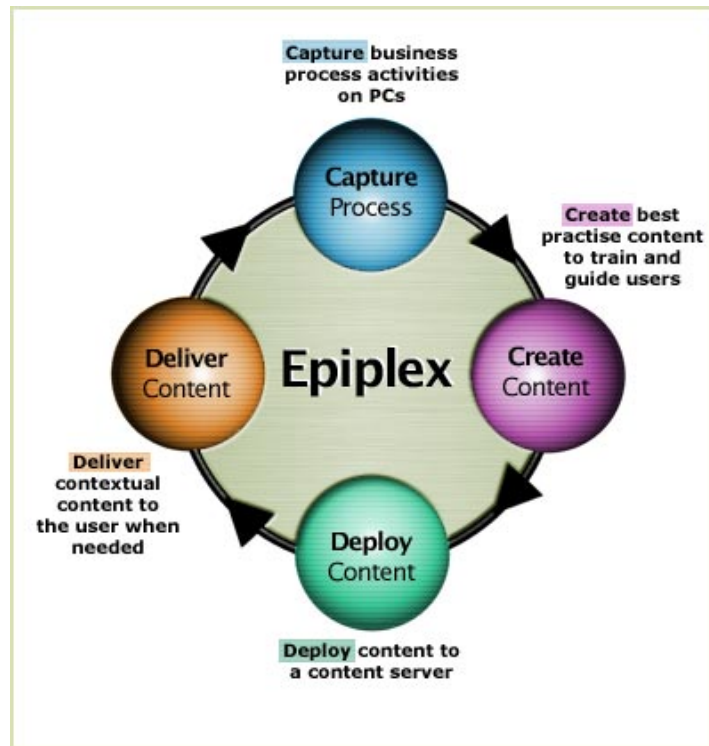 Capture business
process activities
on PCs
Capture
Process
Create best
practise content
to train and
guide users
Deliver
Content
Epiplex
Create
Content
Deliver
contextual
content to
the user when
needed
Deploy
Content
Deploy content to
a content server